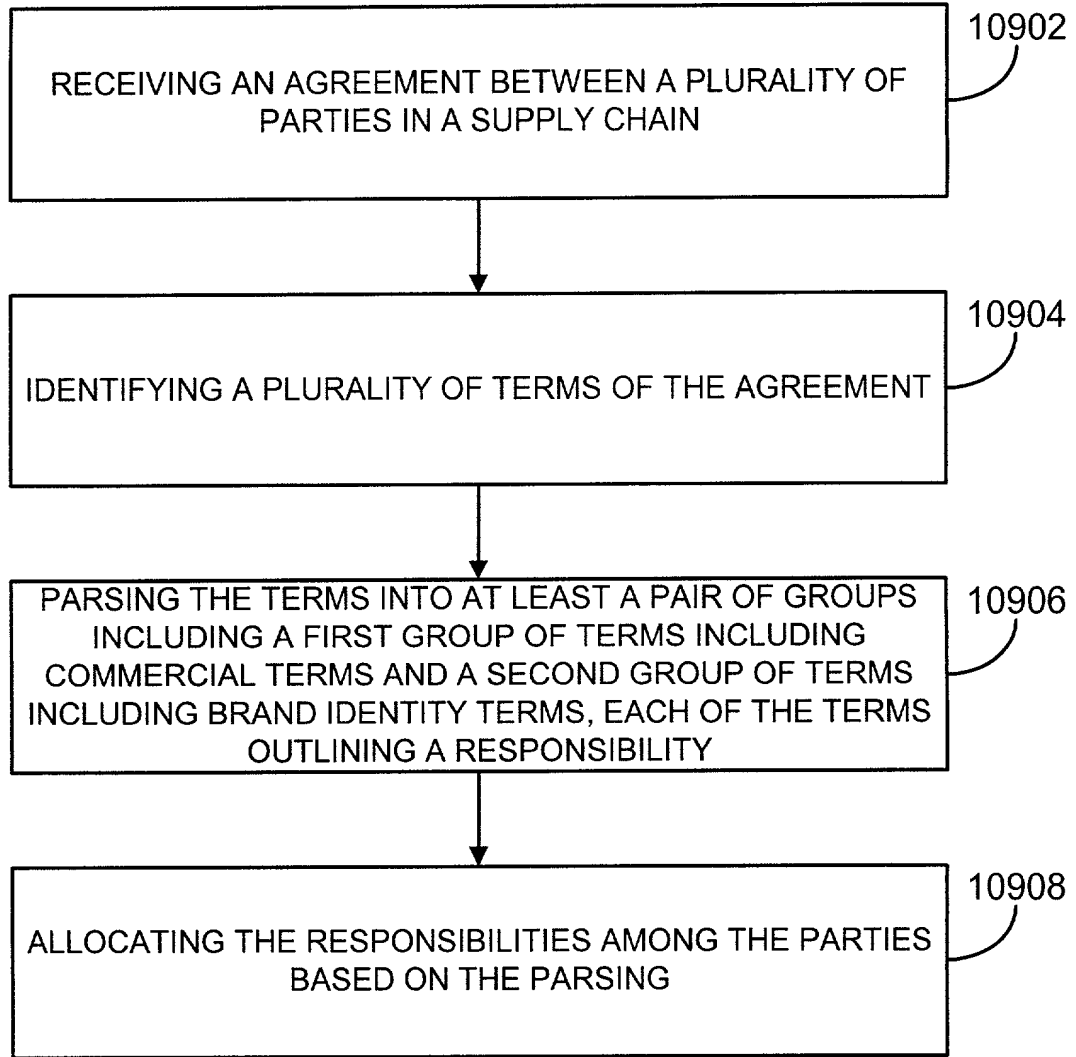 10902
RECEIVING AN AGREEMENT BETWEEN A PLURALITY OF
PARTIES IN A SUPPLY CHAIN
10904
IDENTIFYING A PLURALITY OF TERMS OF THE AGREEMENT
10906
PARSING THE TERMS INTO AT LEAST A PAIR OF GROUPS
INCLUDING A FIRST GROUP OF TERMS INCLUDING
COMMERCIAL TERMS AND A SECOND GROUP OF TERMS
INCLUDING BRAND IDENTITY TERMS, EACH OF THE TERMS
OUTLINING A RESPONSIBILITY
10908
ALLOCATING THE RESPONSIBILITIES AMONG THE PARTIES
BASED ON THE PARSING